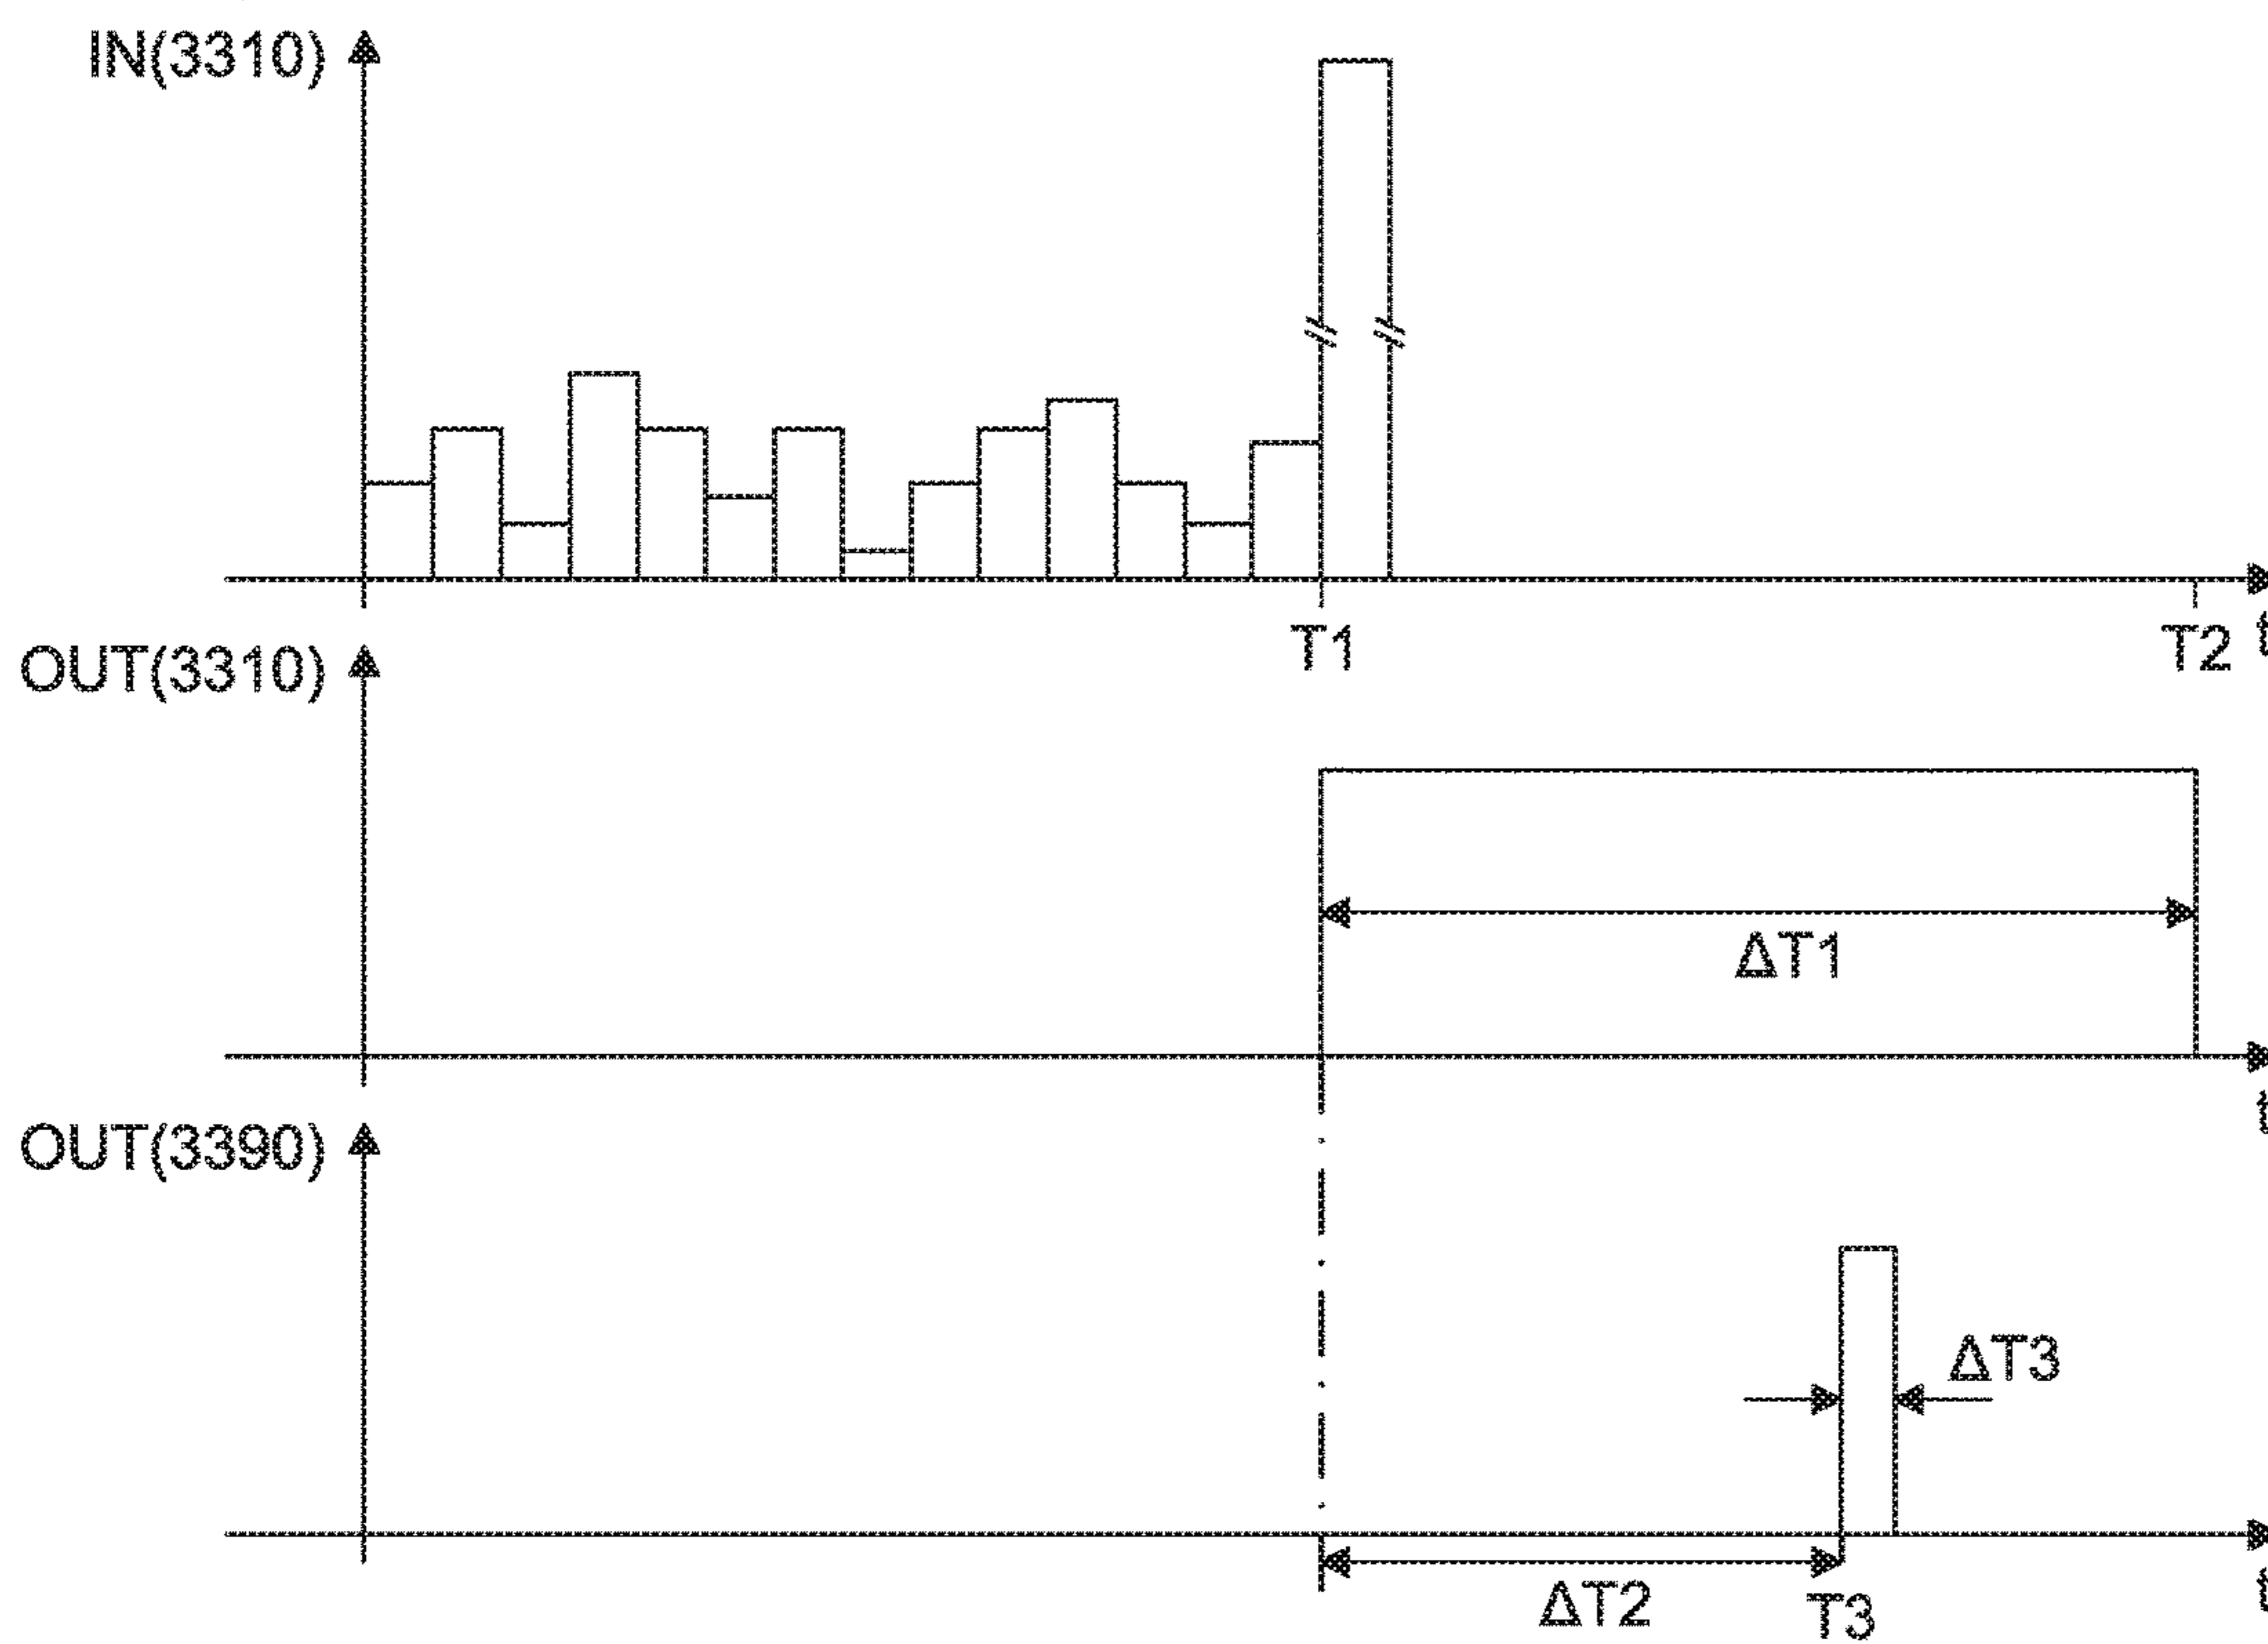 IN(3310)
T1
T2
t
OUT(3310)
ΔT1
t
OUT(3390)
ΔT3
t
ΔT2
T3